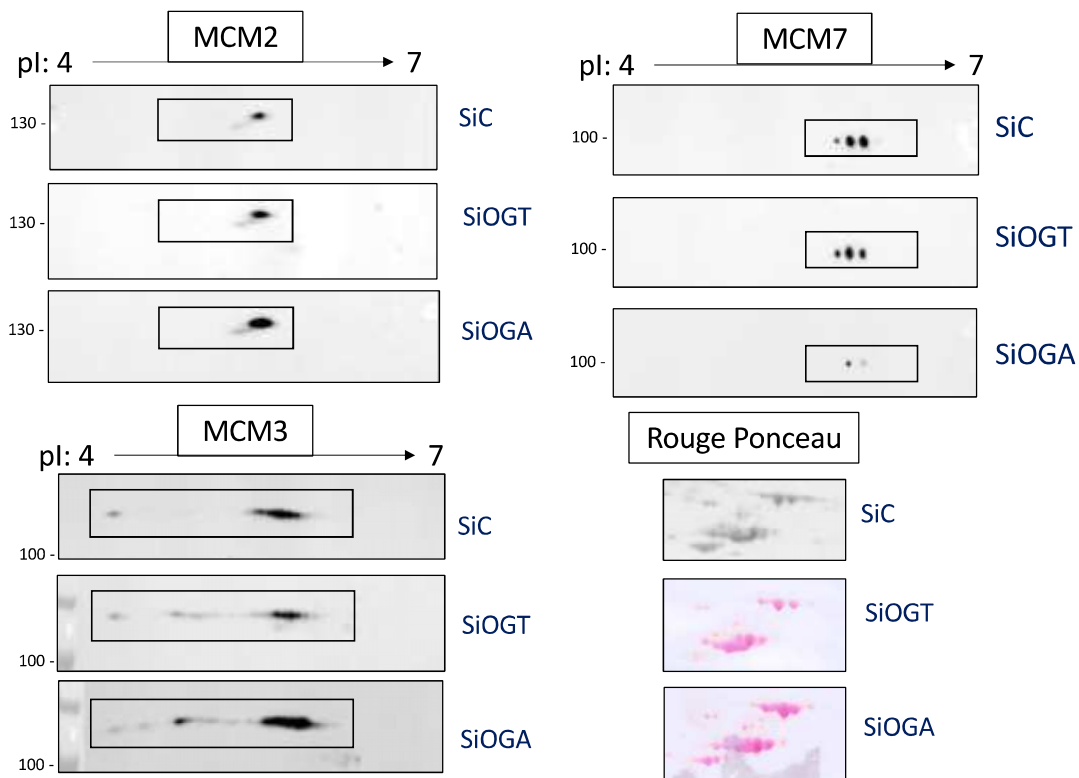 MCM2
pI: 4 7
130 -
SiC
130 -
SiOGT
130 -
SiOGA
MCM7
pI: 4 7
100 -
SiC
100 -
SiOGT
100 -
SiOGA
MCM3
pI: 4 7
100 -
SiC
100 -
SiOGT
100 -
SiOGA
Rouge Ponceau
SiC
SiOGT
SiOGA